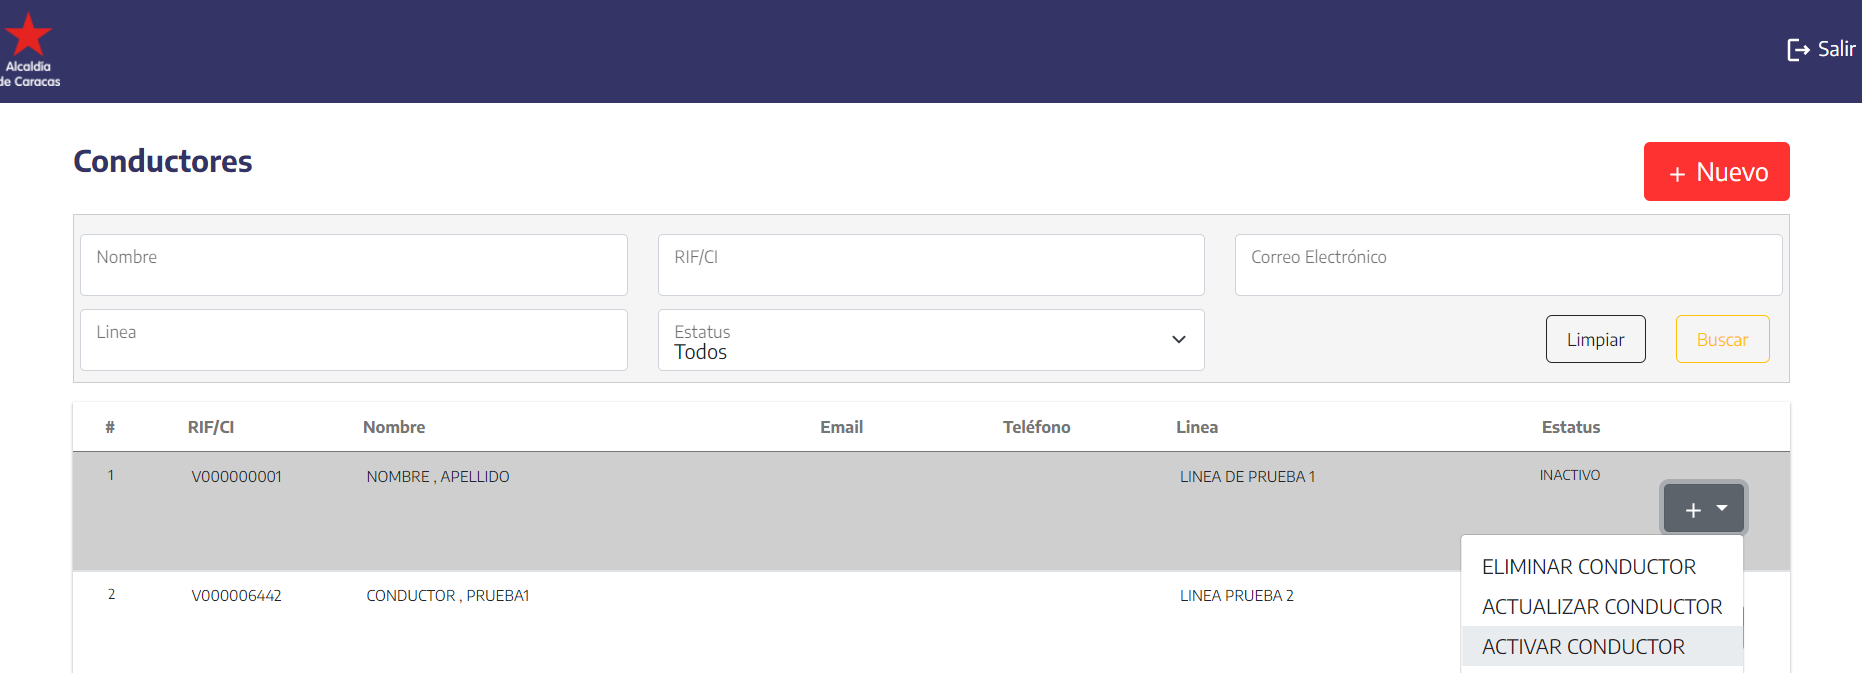 Alcaldía
de Caracas
Salir
Conductores
+ Nuevo
Nombre
RIF/CI
Correo Electrónico
Linea
Estatus
Todos
Limpiar
Buscar
# RIF/CI Nombre Email Teléfono Linea Estatus
1 V000000001 NOMBRE , APELLIDO LINEA DE PRUEBA 1 INACTIVO
+
ELIMINAR CONDUCTOR
2 V000006442 CONDUCTOR , PRUEBA1 LINEA PRUEBA 2
ACTUALIZAR CONDUCTOR
ACTIVAR CONDUCTOR